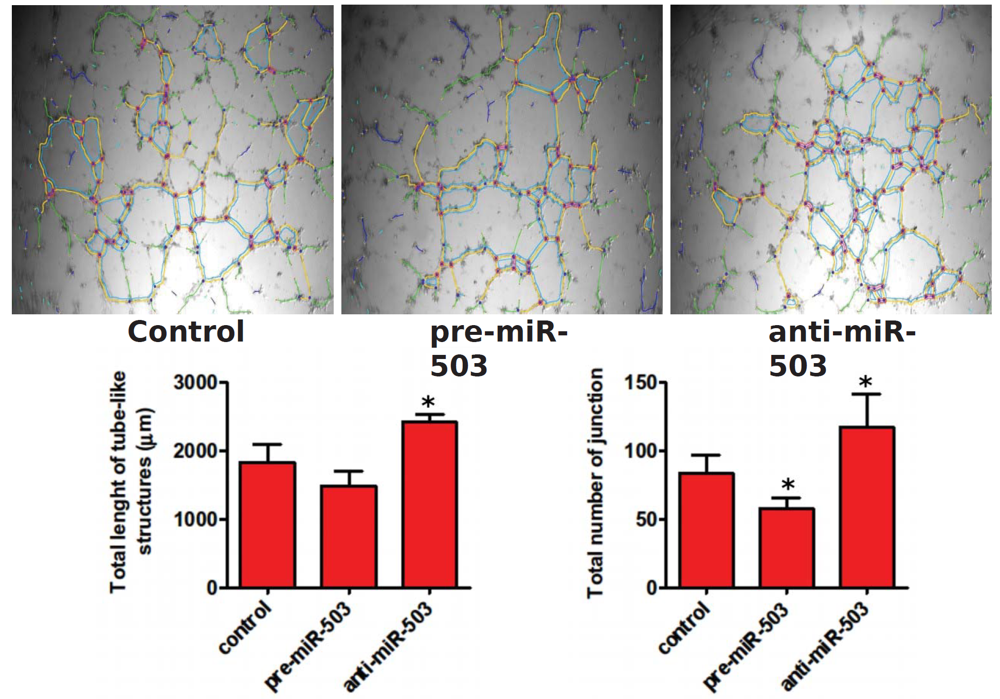 Control
pre-miR-
503
anti-miR-
503
Total lenght of tube-like
structures (μm)
3000
2000
1000
0
*
control
pre-miR-503
anti-miR-503
Total number of junction
150
100
50
0
*
*
control
pre-miR-503
anti-miR-503